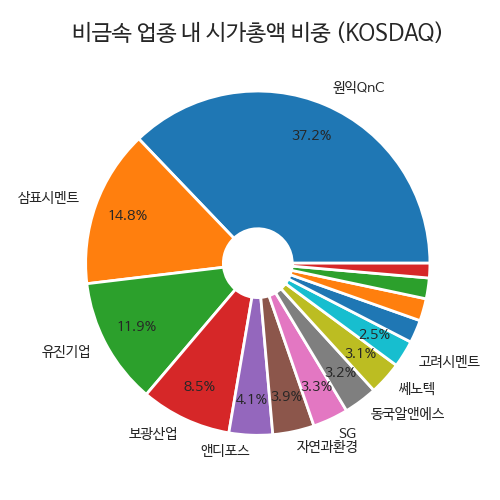 비금속 업종 내 시가총액 비중 (KOSDAQ)
원익QnC
37.2%
삼표시멘트
14.8%
유진기업
11.9%
보광산업
8.5%
앤디포스
4.1%
자연과환경
3.9%
SG
3.3%
동국알앤에스
3.2%
쎄노텍
3.1%
고려시멘트
2.5%